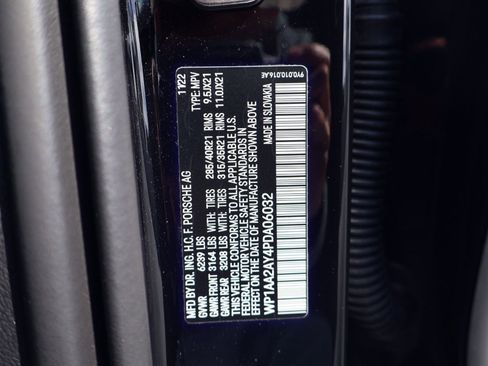 MFD BY DR. ING. H.C. F. PORSCHE AG 11/22
GVWR 6239 LBS TYPE: MPV
GAWR FRONT 3164 LBS WITH: TIRES 285/40R21 RIMS 9.5JX21
GAWR REAR 3208 LBS WITH: TIRES 315/35R21 RIMS 11.0JX21
THIS VEHICLE CONFORMS TO ALL APPLICABLE U.S.
FEDERAL MOTOR VEHICLE SAFETY STANDARDS IN
EFFECT ON THE DATE OF MANUFACTURE SHOWN ABOVE
WP1AA2AY4PDA06032 MADE IN SLOVAKIA
9Y0.010.016.AE